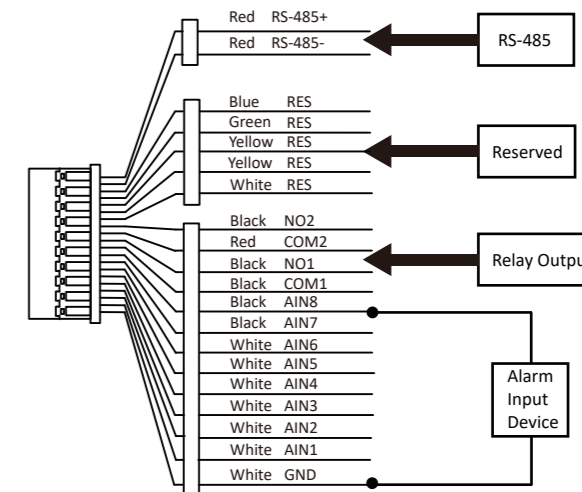 Red RS-485+
Red RS-485-
RS-485
Blue RES
Green RES
Yellow RES
Yellow RES
White RES
Reserved
Black NO2
Red COM2
Black NO1
Black COM1
Relay Outpu
Black AIN8
Black AIN7
White AIN6
White AIN5
White AIN4
White AIN3
White AIN2
White AIN1
White GND
Alarm
Input
Device